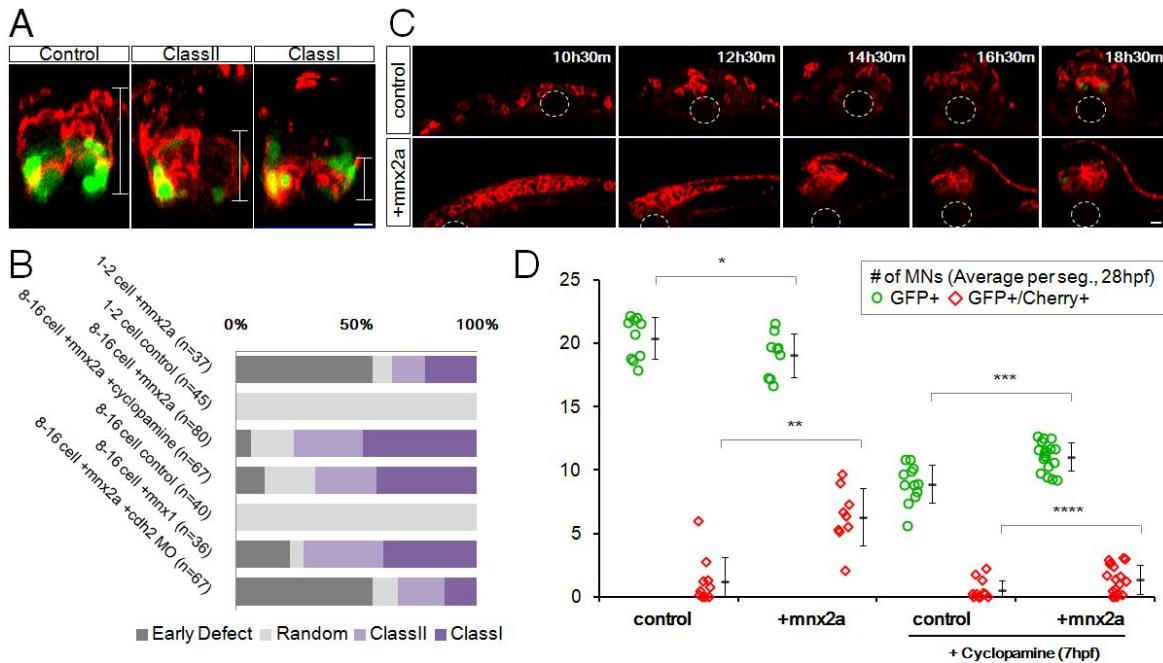 A
Control
ClassII
ClassI
C
10h30m
12h30m
14h30m
16h30m
18h30m
control
+mnx2a
B
0%
50%
100%
1-2 cell +mnx2a (n=37)
1-2 cell control (n=45)
8-16 cell +mnx2a (n=80)
8-16 cell +mnx2a +cyclopamine (n=67)
8-16 cell control (n=40)
8-16 cell +mnx1 (n=36)
8-16 cell +mnx2a +cdh2 MO (n=67)
Early Defect
Random
ClassII
ClassI
D
# of MNs (Average per seg., 28hpf)
GFP+
GFP+/Cherry+
25
20
15
10
5
0
*
**
***
****
control
+mnx2a
control
+mnx2a
+ Cyclopamine (7hpf)